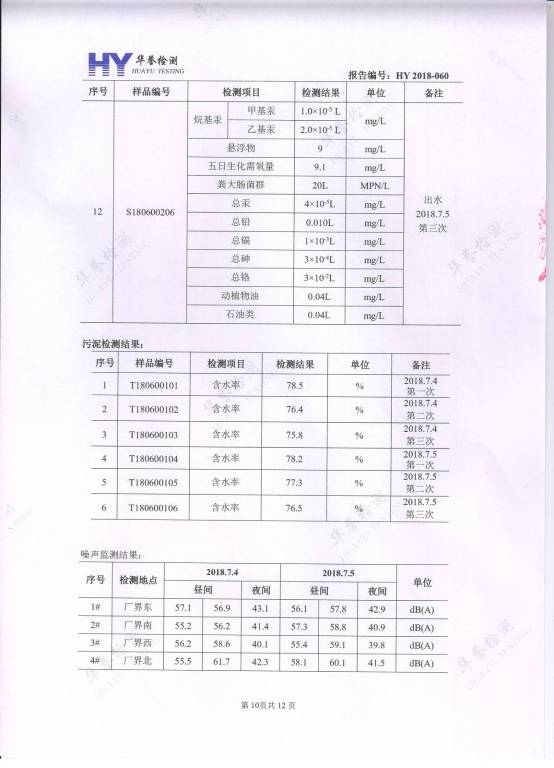 HY 华誉检测
HUAYU TESTING
报告编号：HY 2018-060
序号 样品编号 检测项目 检测结果 单位 备注
12 S180600206 出水 2018.7.5 第三次
烷基汞 甲基汞 1.0×10⁻⁵ L mg/L
乙基汞 2.0×10⁻⁵ L
悬浮物 9 mg/L
五日生化需氧量 9.1 mg/L
粪大肠菌群 20L MPN/L
总汞 4×10⁻⁵L mg/L
总铅 0.010L mg/L
总镉 1×10⁻³L mg/L
总砷 3×10⁻⁴L mg/L
总铬 3×10⁻²L mg/L
动植物油 0.04L mg/L
石油类 0.04L mg/L
污泥检测结果：
序号 样品编号 检测项目 检测结果 单位 备注
1 T180600101 含水率 78.5 % 2018.7.4 第一次
2 T180600102 含水率 76.4 % 2018.7.4 第二次
3 T180600103 含水率 75.8 % 2018.7.4 第三次
4 T180600104 含水率 78.2 % 2018.7.5 第一次
5 T180600105 含水率 77.3 % 2018.7.5 第二次
6 T180600106 含水率 76.5 % 2018.7.5 第三次
噪声监测结果：
序号 检测地点 2018.7.4 2018.7.5 单位
昼间 夜间 昼间 夜间
1# 厂界东 57.1 56.9 43.1 56.1 57.8 42.9 dB(A)
2# 厂界南 55.2 56.2 41.4 57.3 58.8 40.9 dB(A)
3# 厂界西 56.2 58.6 40.1 55.4 59.1 39.8 dB(A)
4# 厂界北 55.5 61.7 42.3 58.1 60.1 41.5 dB(A)
第 10页共 12 页